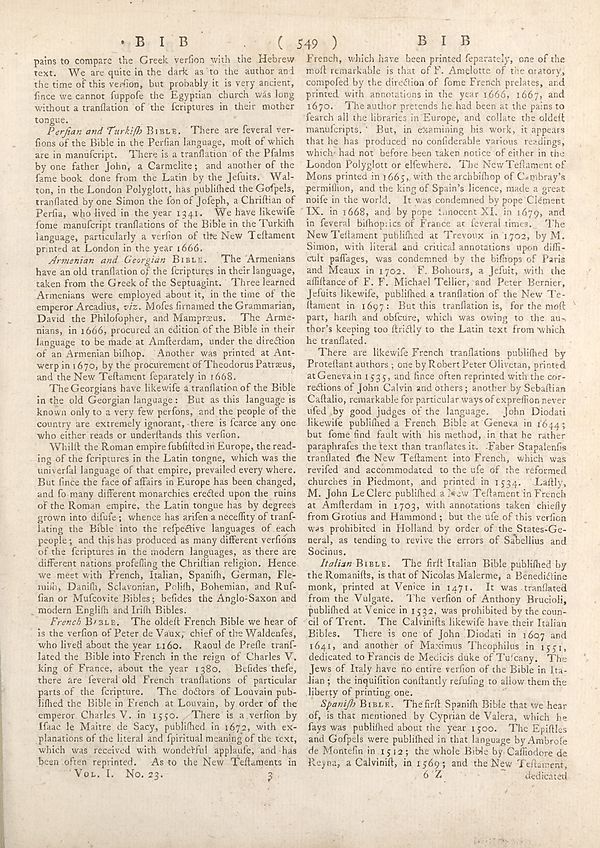 B I B ( 549 ) B I B
pains to compare the Greek verſion with the Hebrew
text. We are quite in the dark as to the author and
the time of this verſion, but probably it is very ancient,
ſince we cannot ſuppoſe the Egyptian church was long
without a tranſlation of the ſcriptures in their mother
tongue.
Perſian and Turkiſh BIBLE. There are ſeveral ver-
ſions of the Bible in the Perſian language, moſt of which
are in manuſcript. There is a tranſlation of the Pſalms
by one father John, a Carmelite; and another of the
ſame book done from the Latin by the Jeſuits. Wal-
ton, in the London Polyglott, has publiſhed the Goſpels,
tranſlated by one Simon the ſon of Joſeph, a Chriſtian of
Perſia, who lived in the year 1341. We have likewiſe
ſome manuſcript tranſlations of the Bible in the Turkiſh
language, particularly a verſion of the New Teſtament
printed at London in the year 1666.
Armenian and Georgian BIBLE. The Armenians
have an old tranſlation of the ſcriptures in their language,
taken from the Greek of the Septuagint. Three learned
Armenians were employed about it, in the time of the
emperor Arcadius, viz. Moſes ſirnamed the Grammarian,
David the Philoſopher, and Mampræus. The Arme-
nians, in 1666, procured an edition of the Bible in their
language to be made at Amſterdam, under the direction
of an Armenian biſhop. Another was printed at Ant-
werp in 1670, by the procurement of Theodorus Patræus,
and the New Teſtament ſeparately in 1668.
The Georgians have likewiſe a tranſlation of the Bible
in the old Georgian language: But as this language is
known only to a very few perſons, and the people of the
country are extremely ignorant, there is ſcarce any one
who either reads or underſtands this verſion.
Whilſt the Roman empire ſubſiſted in Europe, the read-
ing of the ſcriptures in the Latin tongue, which was the
univerſal language of that empire, prevailed every where.
But ſince the face of affairs in Europe has been changed,
and ſo many different monarchies erected upon the ruins
of the Roman empire, the Latin tongue has by degrees
grown into diſuſe; whence has ariſen a neceſſity of tranſ-
lating the Bible into the reſpective languages of each
people; and this has produced as many different verſions
of the ſcriptures in the modern languages, as there are
different nations profeſſing the Chriſtian religion. Hence
we meet with French, Italian, Spaniſh, German, Fle-
miſh, Daniſh, Sclavonian, Poliſh, Bohemian, and Ruſ-
ſian or Muſcovite Bibles; beſides the Anglo-Saxon and
modern Engliſh and Iriſh Bibles.
French BIBLE. The oldeſt French Bible we hear of
is the verſion of Peter de Vaux, chief of the Waldenſes,
who lived about the year 1160. Raoul de Preſle tranſ-
lated the Bible into French in the reign of Charles V.
king of France, about the year 1380. Beſides theſe,
there are ſeveral old French tranſlations of particular
parts of the ſcripture. The doctors of Louvain pub-
liſhed the Bible in French at Louvain, by order of the
emperor Charles V. in 1550. There is a verſion by
Iſaac le Maitre de Sacy, publiſhed in 1672, with ex-
planations of the literal and ſpiritual meaning of the text,
which was received with wonderful applauſe, and has
been often reprinted. As to the New Teſtaments in
VOL. I. No. 23. 3
French, which have been printed ſeparately, one of the
moſt remarkable is that of F. Amelotte of the oratory,
compoſed by the direction of ſome French prelates, and
printed with annotations in the year 1666, 1667, and
1670. The author pretends he had been at the pains to
ſearch all the libraries in Europe, and collate the oldeſt
manuſcripts. But, in examining his work, it appears
that he has produced no conſiderable various readings,
which had not before been taken notice of either in the
London Polyglot or elſewhere. The New Teſtament of
Mons printed in 1665, with the archbiſhop of Cambray's
permiſſion, and the king of Spain's licence, made a great
noiſe in the world. It was condemned by pope Clement
IX. in 1668, and by pope Innocent XI. in 1679, and
in ſeveral biſhoprics of France at ſeveral times. The
New Teſtament publiſhed at Trevoux in 1702, by M.
Simon, with literal and critical annotations upon diffi-
cult paſſages, was condemned by the biſhops of Paris
and Meaux in 1702. F. Bohours, a Jeſuit, with the
aſſiſtance of F. F. Michael Tellier, and Peter Bernier,
Jeſuits likewiſe, publiſhed a tranſlation of the New Te-
ſtament in 1697: But this tranſlation is, for the moſt
part, harſh and obſcure, which was owing to the au-
thor's keeping too ſtrictly to the Latin text from which
he tranſlated.
There are likewiſe French tranſlations publiſhed by
Proteſtant authors; one by Robert Peter Olivetan, printed
at Geneva in 1535, and ſince often reprinted with the cor-
rections of John Calvin and others; another by Sebaſtian
Caſtalio, remarkable for particular ways of expreſſion never
uſed by good judges of the language. John Diodati
likewiſe publiſhed a French Bible at Geneva in 1644;
but ſome find fault with his method, in that he rather
paraphraſes the text than tranſlates it. Faber Stapalenſis
tranſlated the New Teſtament into French, which was
reviſed and accommodated to the uſe of the reformed
churches in Piedmont, and printed in 1534. Laſtly,
M. John Le Clerc publiſhed a New Teſtament in French
at Amſterdam in 1703, with annotations taken chiefly
from Grotius and Hammond; but the uſe of this verſion
was prohibited in Holland by order of the States-Ge-
neral, as tending to revive the errors of Sabellius and
Socinus.
Italian BIBLE. The firſt Italian Bible publiſhed by
the Romaniſts, is that of Nicolas Malerme, a Benedictine
monk, printed at Venice in 1471. It was tranſlated
from the Vulgate. The verſion of Anthony Brucioli,
publiſhed at Venice in 1532, was prohibited by the coun-
cil of Trent. The Calviniſts likewiſe have their Italian
Bibles. There is one of John Diodati in 1607 and
1641, and another of Maximus Theophilus in 1551,
dedicated to Francis de Medicis duke of Tuſcany. The
Jews of Italy have no entire verſion of the Bible in Ita-
lian; the inquiſition conſtantly refuſing to allow them the
liberty of printing one.
Spaniſh BIBLE. The firſt Spaniſh Bible that we hear
of, is that mentioned by Cyprian de Valera, which he
ſays was publiſhed about the year 1500. The Epiſtles
and Goſpels were publiſhed in that language by Ambroſe
de Monteſin in 1512; the whole Bible by Caſſiodore de
Reyna, a Calviniſt, in 1569; and the New Teſtament,
6 Z dedicated